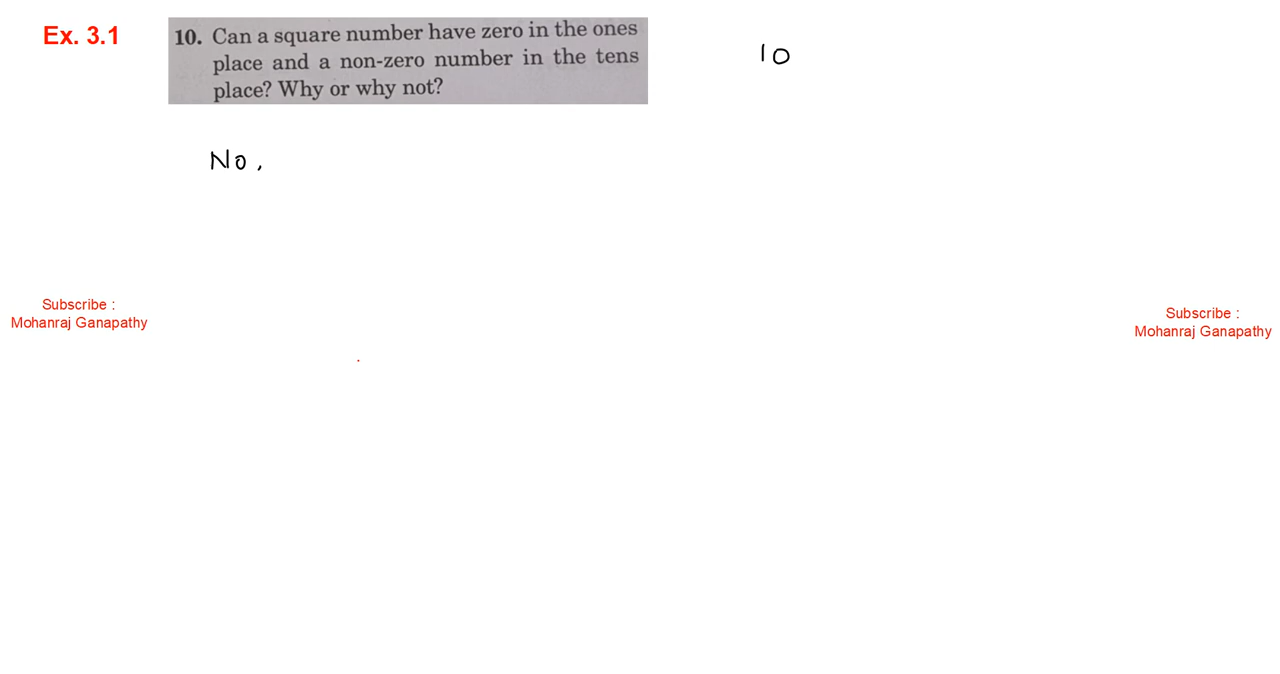 Ex. 3.1
10. Can a square number have zero in the ones
place and a non-zero number in the tens
place? Why or why not?
10
No,
Subscribe :
Mohanraj Ganapathy
Subscribe :
Mohanraj Ganapathy